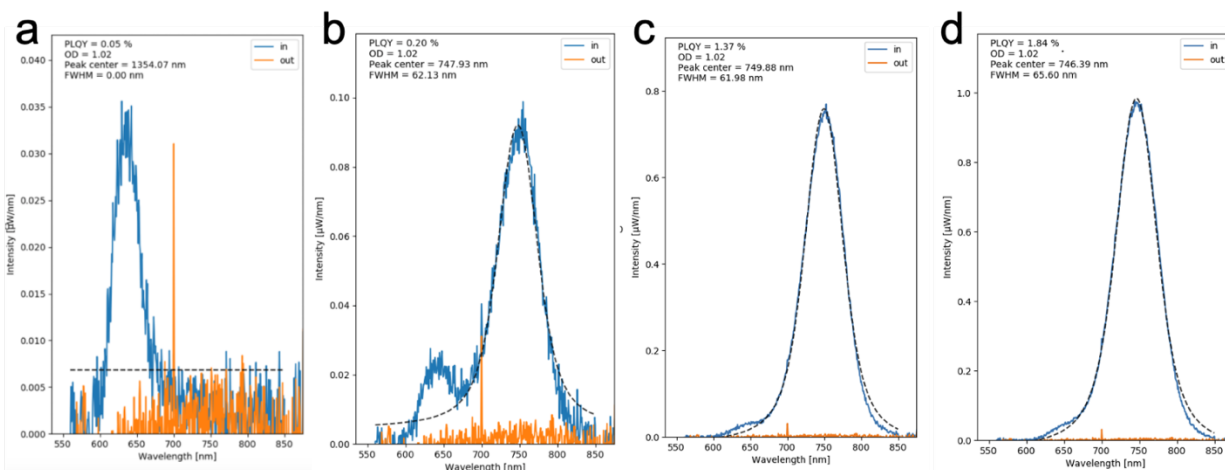 a
PLQY = 0.05 %
OD = 1.02
Peak center = 1354.07 nm
FWHM = 0.00 nm
in
out
0.040
0.035
0.030
0.025
0.020
0.015
0.010
0.005
0.000
Intensity [µW/nm]
550 600 650 700 750 800 850
Wavelength [nm]
b
PLQY = 0.20 %
OD = 1.02
Peak center = 747.93 nm
FWHM = 62.13 nm
in
out
0.10
0.08
0.06
0.04
0.02
0.00
Intensity [µW/nm]
550 600 650 700 750 800 850
Wavelength [nm]
c
PLQY = 1.37 %
OD = 1.02
Peak center = 749.88 nm
FWHM = 61.98 nm
in
out
0.8
0.6
0.4
0.2
0.0
Intensity [µW/nm]
550 600 650 700 750 800 850
Wavelength [nm]
d
PLQY = 1.84 %
OD = 1.02
Peak center = 746.39 nm
FWHM = 65.60 nm
in
out
1.0
0.8
0.6
0.4
0.2
0.0
Intensity [µW/nm]
550 600 650 700 750 800 850
Wavelength [nm]